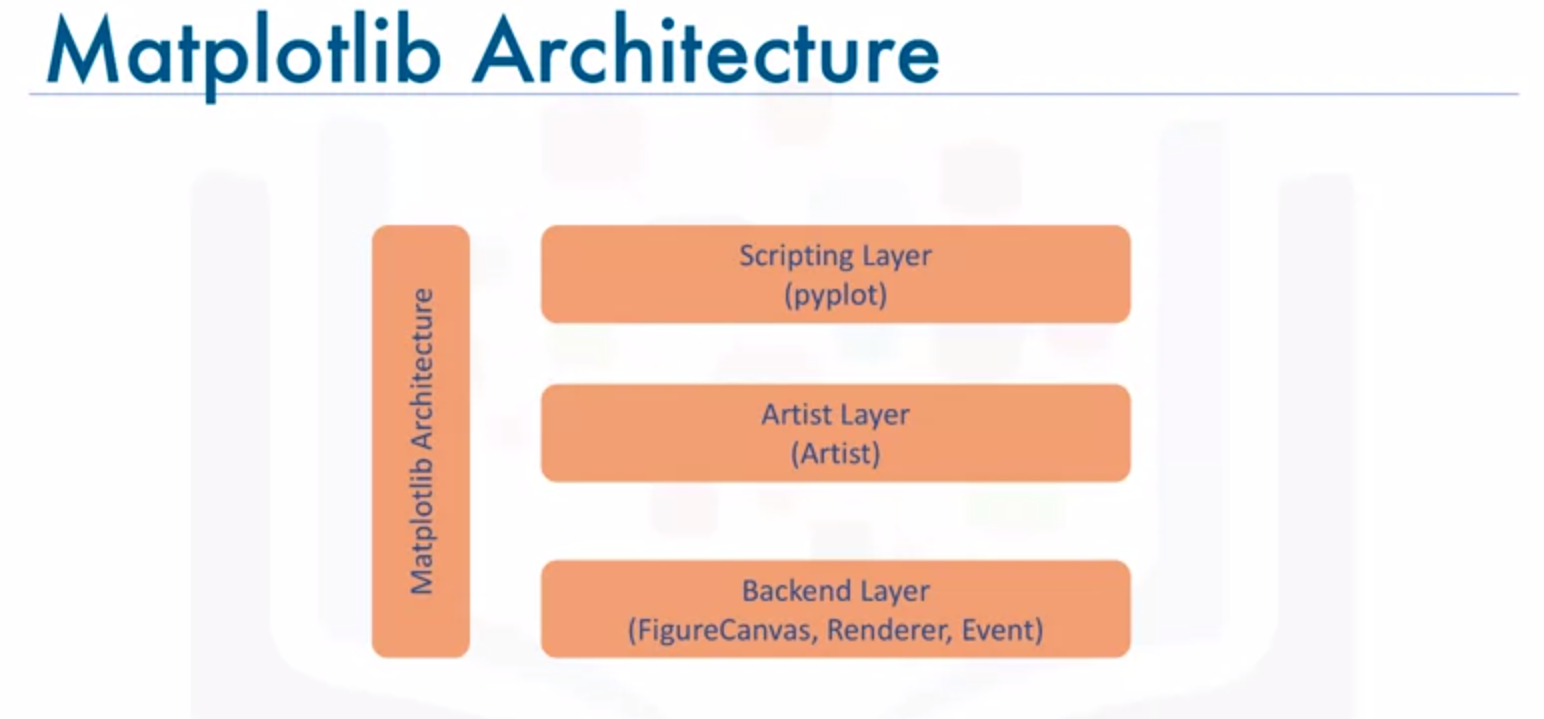 Matplotlib Architecture
Matplotlib Architecture
Scripting Layer
(pyplot)
Artist Layer
(Artist)
Backend Layer
(FigureCanvas, Renderer, Event)